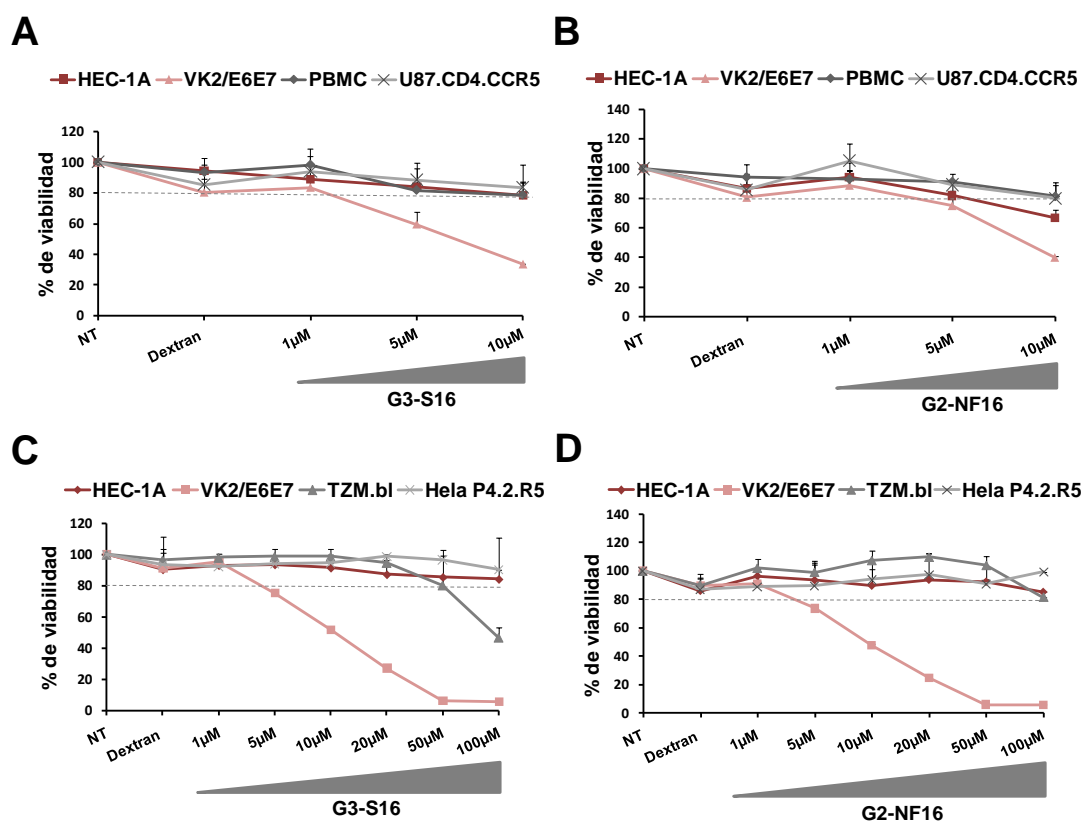 A
HEC-1A VK2/E6E7 PBMC U87.CD4.CCR5
% de viabilidad
120
100
80
60
40
20
0
NT Dextran 1µM 5µM 10µM
G3-S16
B
HEC-1A VK2/E6E7 PBMC U87.CD4.CCR5
% de viabilidad
140
120
100
80
60
40
20
0
NT Dextran 1µM 5µM 10µM
G2-NF16
C
HEC-1A VK2/E6E7 TZM.bl Hela P4.2.R5
% de viabilidad
120
100
80
60
40
20
0
NT Dextran 1µM 5µM 10µM 20µM 50µM 100µM
G3-S16
D
HEC-1A VK2/E6E7 TZM.bl Hela P4.2.R5
% de viabilidad
140
120
100
80
60
40
20
0
NT Dextran 1µM 5µM 10µM 20µM 50µM 100µM
G2-NF16